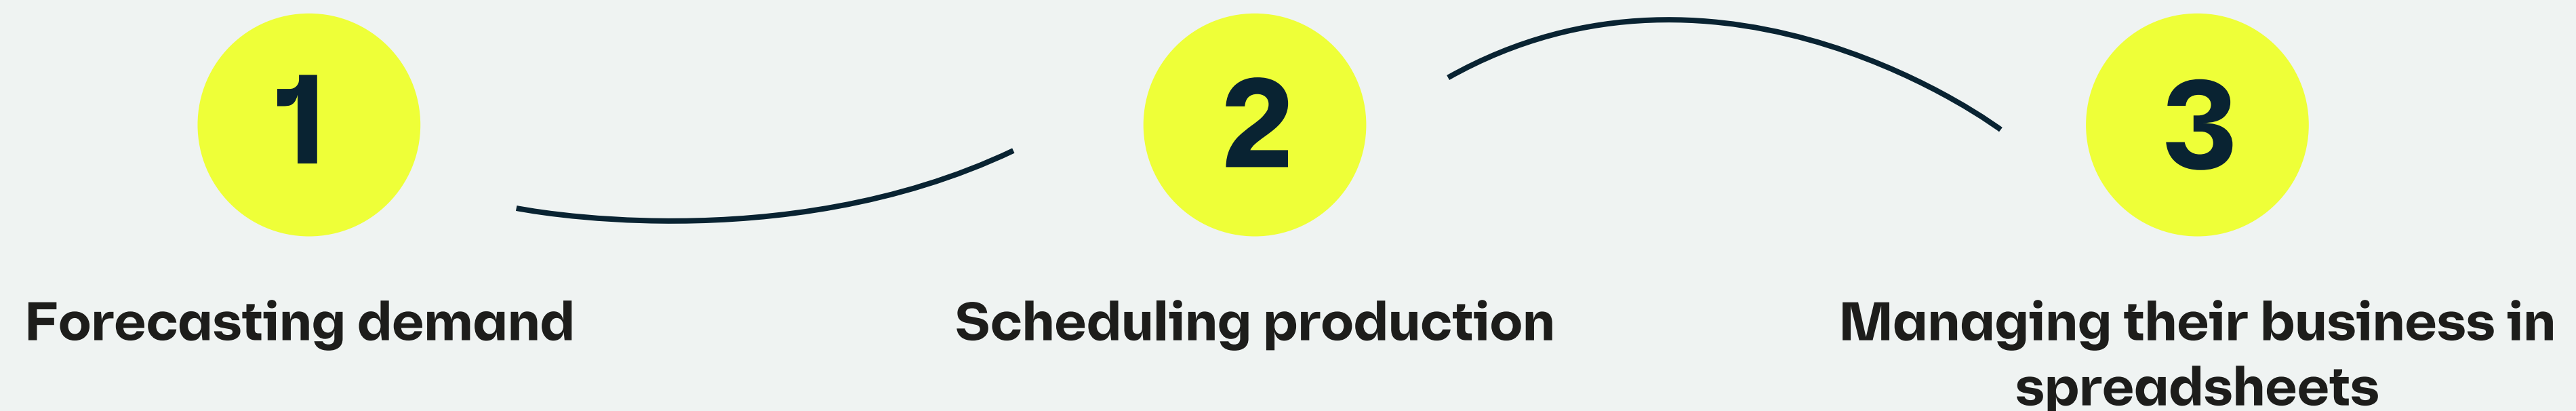 1
2
3
Forecasting demand
Scheduling production
Managing their business in
spreadsheets